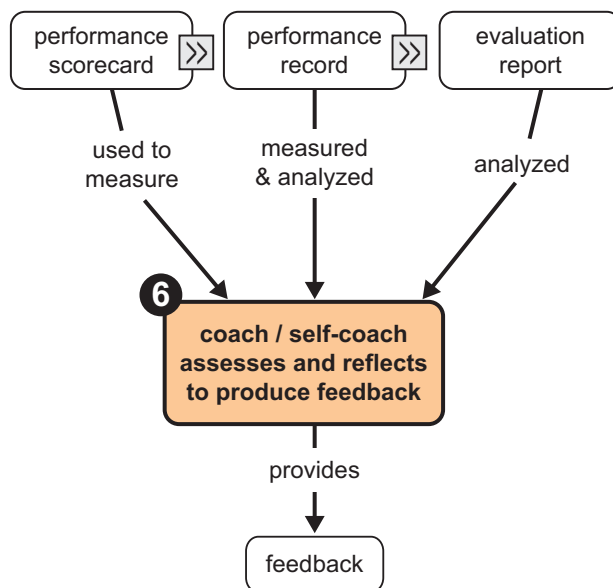 performance
scorecard
performance
record
evaluation
report
used to
measure
measured
& analyzed
analyzed
6
coach / self-coach
assesses and reflects
to produce feedback
provides
feedback